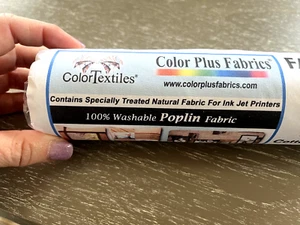 ColorTextiles®
Color Plus Fabrics®
www.colorplusfabrics.com
Contains Specially Treated Natural Fabric For Ink Jet Printers
100% Washable Poplin Fabric